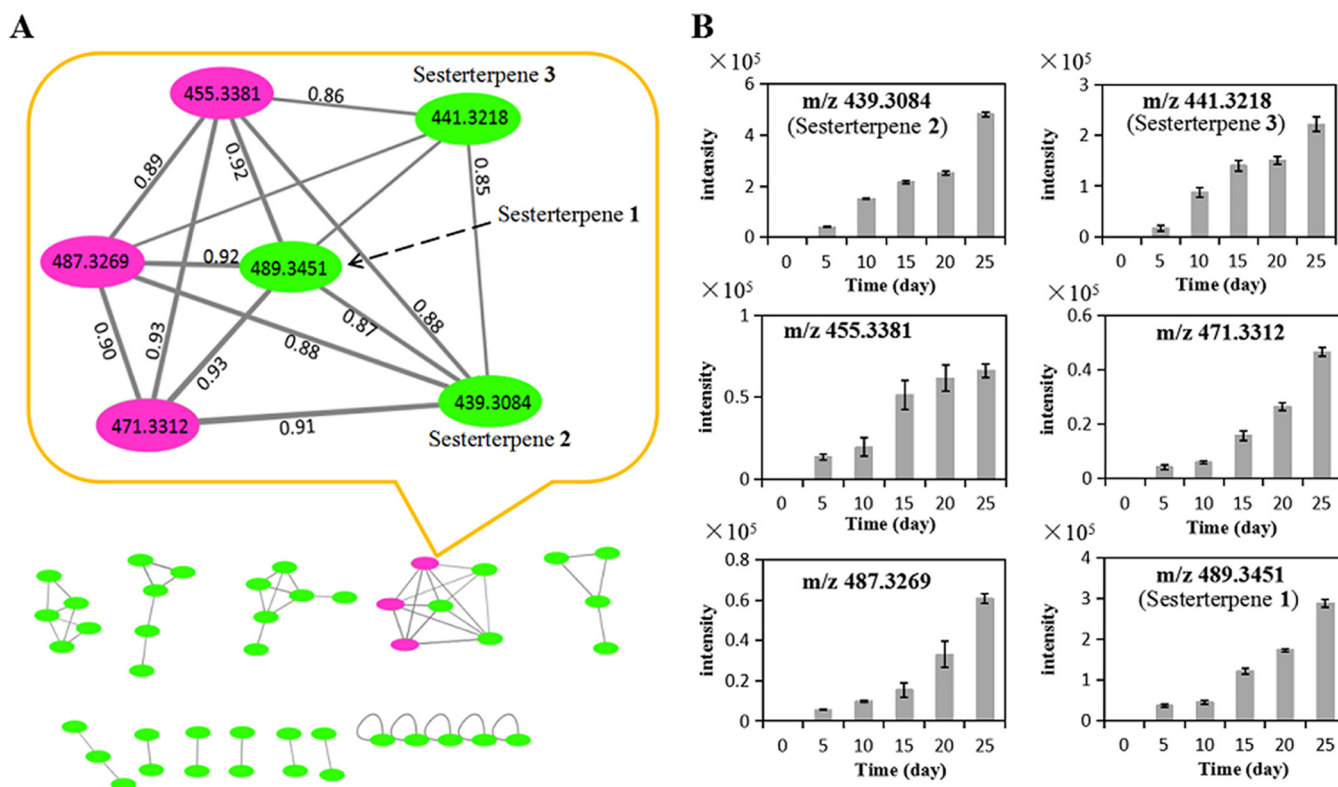 A
Sesterterpene 3
455.3381
0.86
441.3218
0.89
0.92
0.85
Sesterterpene 1
487.3269
0.92
489.3451
0.90
0.93
0.93
0.87
0.88
0.88
471.3312
0.91
439.3084
Sesterterpene 2
B
×10⁵
m/z 439.3084
(Sesterterpene 2)
intensity
6
4
2
0
0 5 10 15 20 25
Time (day)
×10⁵
m/z 441.3218
(Sesterterpene 3)
intensity
3
2
1
0
0 5 10 15 20 25
Time (day)
×10⁵
m/z 455.3381
intensity
1
0.5
0
0 5 10 15 20 25
Time (day)
×10⁵
m/z 471.3312
intensity
0.6
0.4
0.2
0
0 5 10 15 20 25
Time (day)
×10⁵
m/z 487.3269
intensity
0.8
0.6
0.4
0.2
0
0 5 10 15 20 25
Time (day)
×10⁵
m/z 489.3451
(Sesterterpene 1)
intensity
4
3
2
1
0
0 5 10 15 20 25
Time (day)